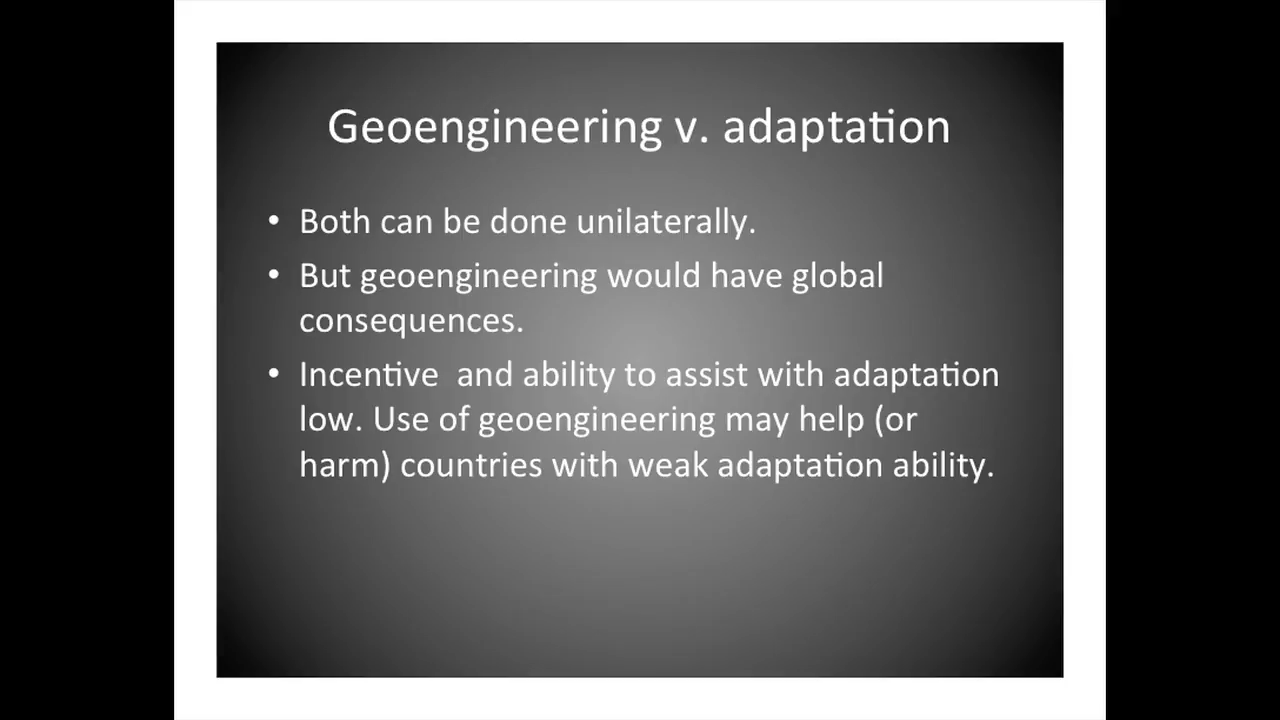 Geoengineering v. adaptation
• Both can be done unilaterally.
• But geoengineering would have global
consequences.
• Incentive  and ability to assist with adaptation
low. Use of geoengineering may help (or
harm) countries with weak adaptation ability.